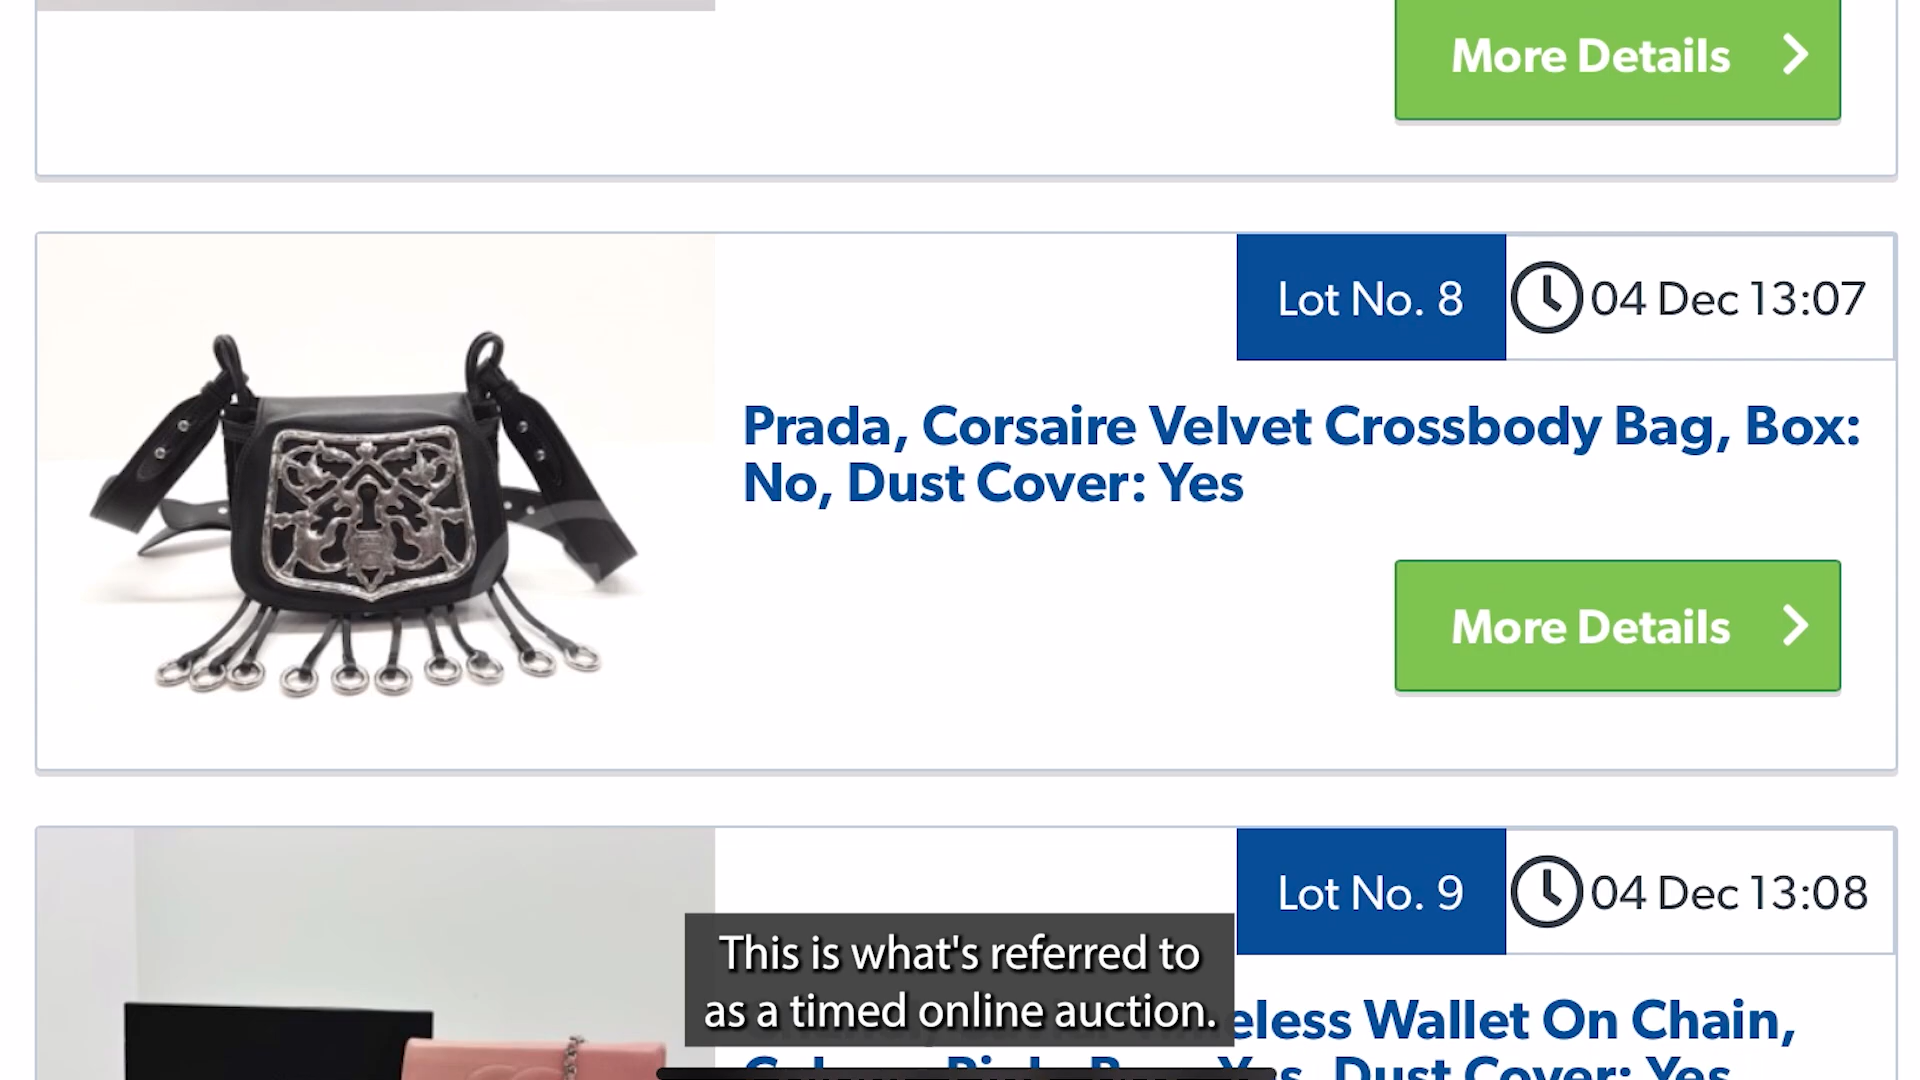 More Details
Lot No. 8
04 Dec 13:07
Prada, Corsaire Velvet Crossbody Bag, Box:
No, Dust Cover: Yes
More Details
Lot No. 9
04 Dec 13:08
eless Wallet On Chain,
Dust Cover: Yes
This is what's referred to
as a timed online auction.